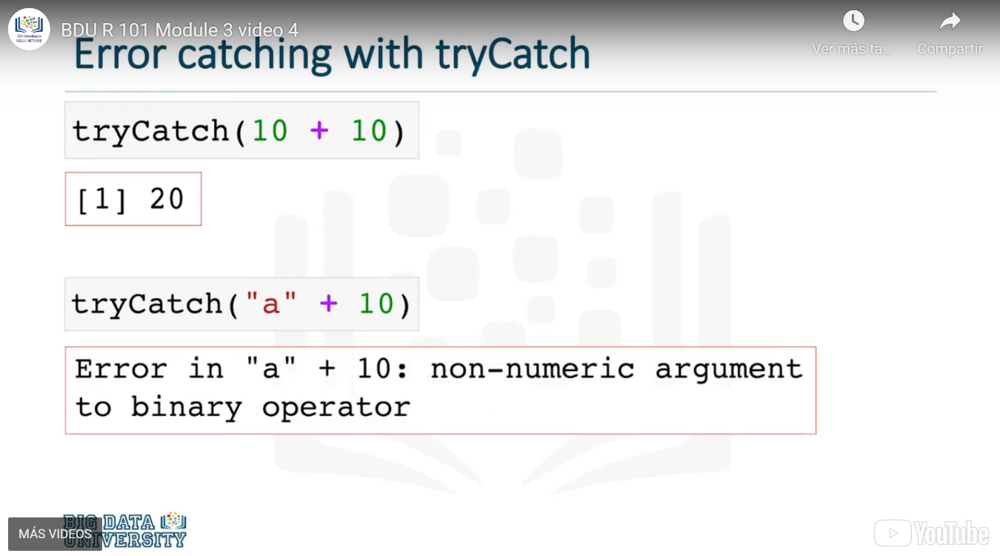 BDU R 101 Module 3 video 4
Ver más ta...
Compartir
Error catching with tryCatch
tryCatch(10 + 10)
[1] 20
tryCatch("a" + 10)
Error in "a" + 10: non-numeric argument
to binary operator
BIG DATA
UNIVERSITY
MÁS VIDEOS
YouTube